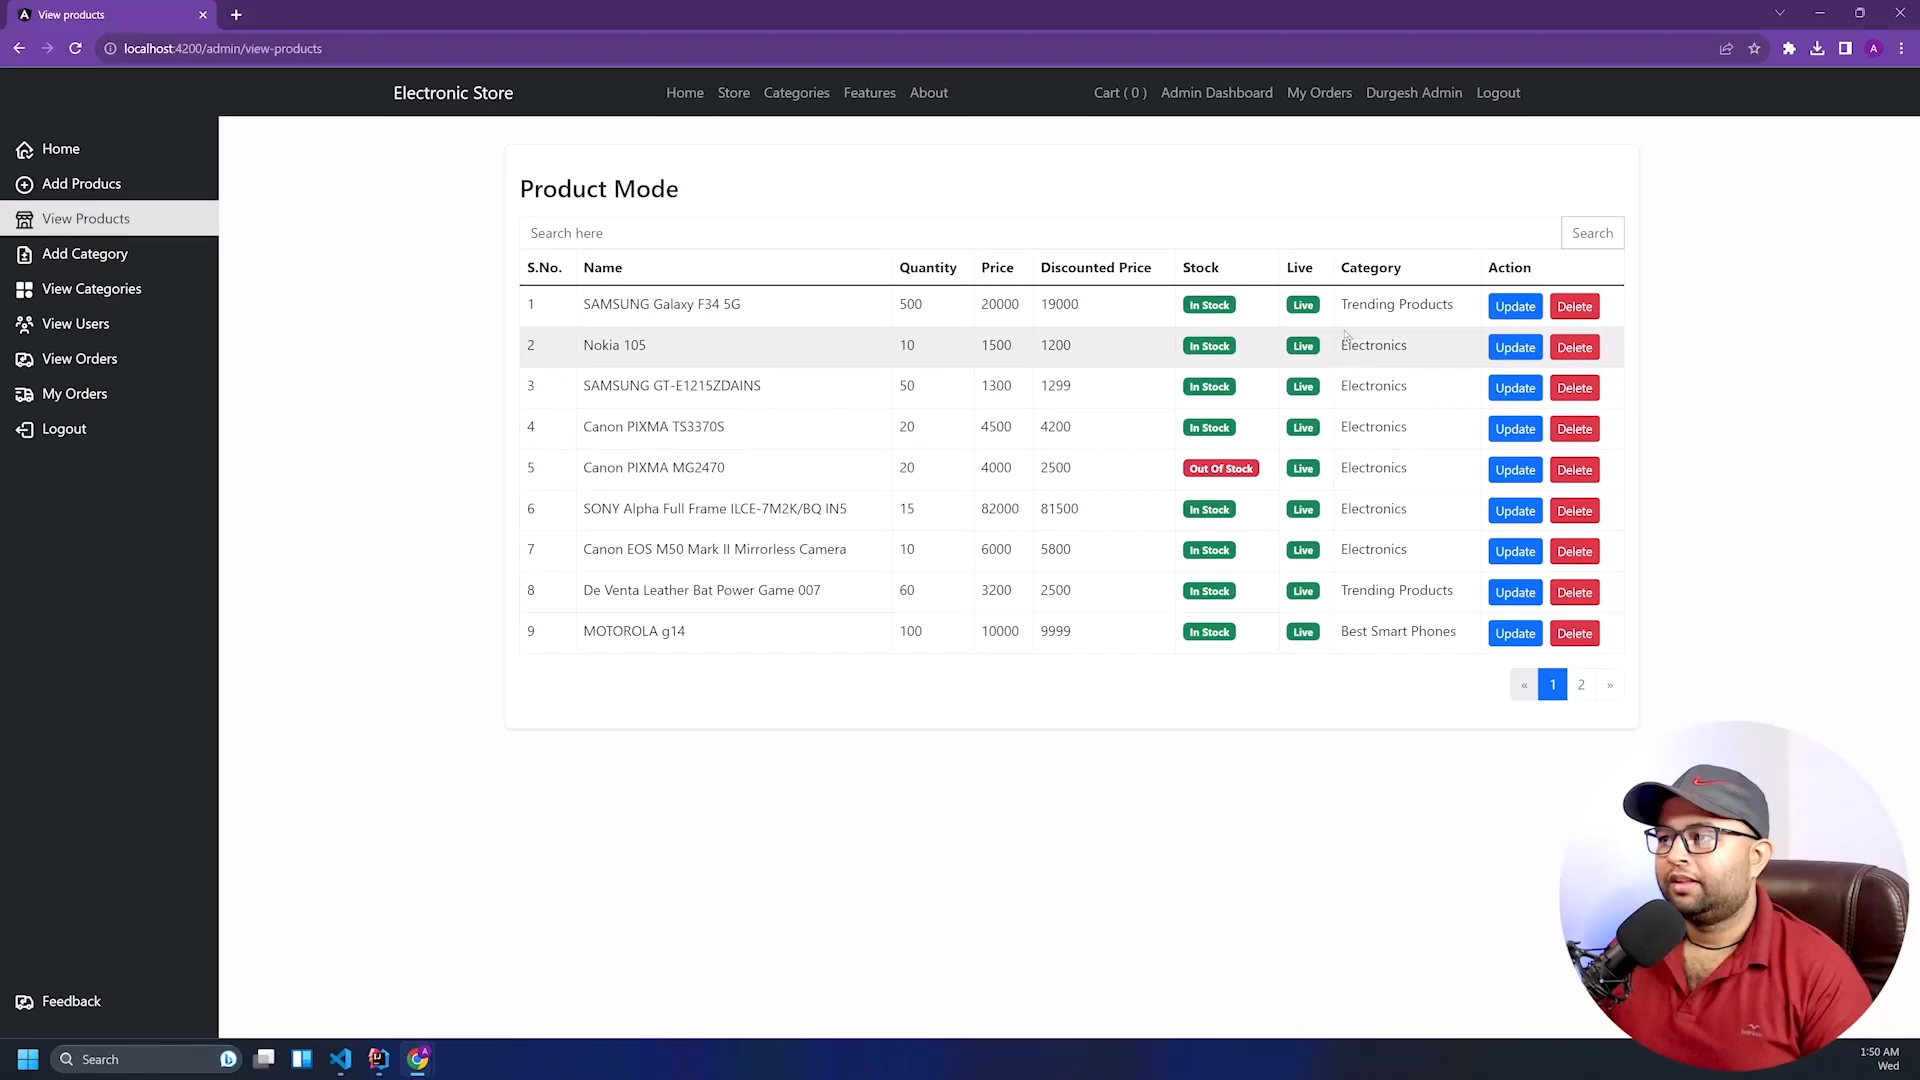 View products
localhost:4200/admin/view-products
A
Electronic Store Home Store Categories Features About Cart ( 0 ) Admin Dashboard My Orders Durgesh Admin Logout
Home
Add Producs
View Products
Add Category
View Categories
View Users
View Orders
My Orders
Logout
Feedback
Product Mode
Search here Search
S.No. Name Quantity Price Discounted Price Stock Live Category Action
1 SAMSUNG Galaxy F34 5G 500 20000 19000 In Stock Live Trending Products Update Delete
2 Nokia 105 10 1500 1200 In Stock Live Electronics Update Delete
3 SAMSUNG GT-E1215ZDAINS 50 1300 1299 In Stock Live Electronics Update Delete
4 Canon PIXMA TS3370S 20 4500 4200 In Stock Live Electronics Update Delete
5 Canon PIXMA MG2470 20 4000 2500 Out Of Stock Live Electronics Update Delete
6 SONY Alpha Full Frame ILCE-7M2K/BQ IN5 15 82000 81500 In Stock Live Electronics Update Delete
7 Canon EOS M50 Mark II Mirrorless Camera 10 6000 5800 In Stock Live Electronics Update Delete
8 De Venta Leather Bat Power Game 007 60 3200 2500 In Stock Live Trending Products Update Delete
9 MOTOROLA g14 100 10000 9999 In Stock Live Best Smart Phones Update Delete
« 1 2 »
Search
1:50 AM
Wed